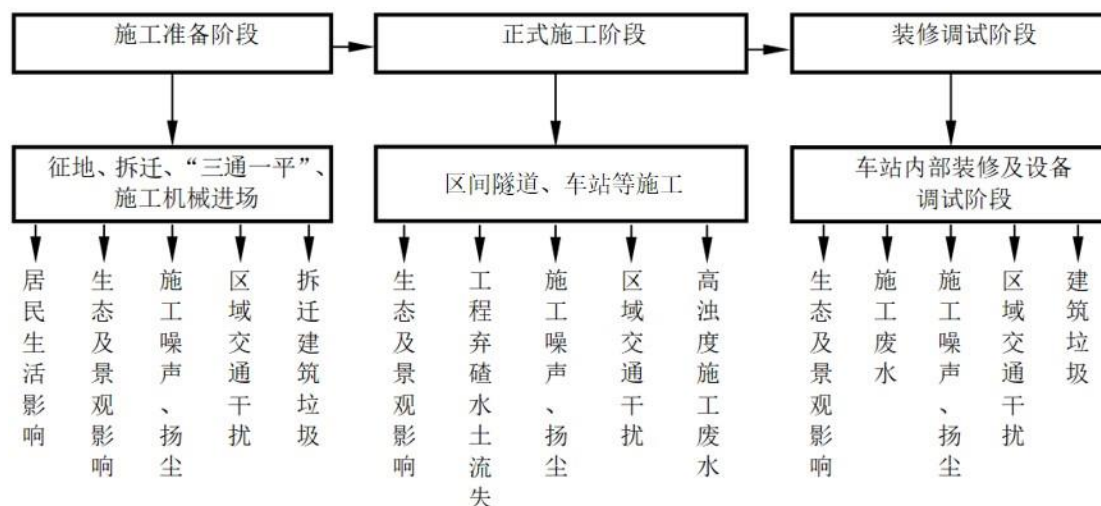 施工准备阶段
正式施工阶段
装修调试阶段
征地、拆迁、“三通一平”、
施工机械进场
区间隧道、车站等施工
车站内部装修及设备
调试阶段
居民生活影响
生态及景观影响
施工噪声、扬尘
区域交通干扰
拆迁建筑垃圾
生态及景观影响
工程弃碴水土流失
施工噪声、扬尘
区域交通干扰
高浊度施工废水
生态及景观影响
施工废水
施工噪声、扬尘
区域交通干扰
建筑垃圾